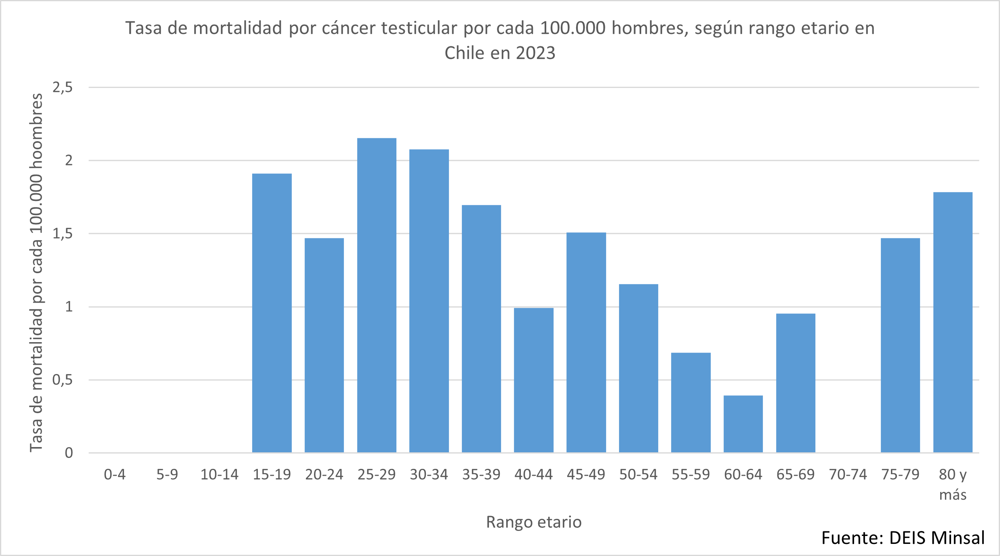 Tasa de mortalidad por cáncer testicular por cada 100.000 hombres, según rango etario en
Chile en 2023
Tasa de mortalidad por cada 100.000 hoombres
2,5
2
1,5
1
0,5
0
0-4 5-9 10-14 15-19 20-24 25-29 30-34 35-39 40-44 45-49 50-54 55-59 60-64 65-69 70-74 75-79 80 y
más
Rango etario
Fuente: DEIS Minsal